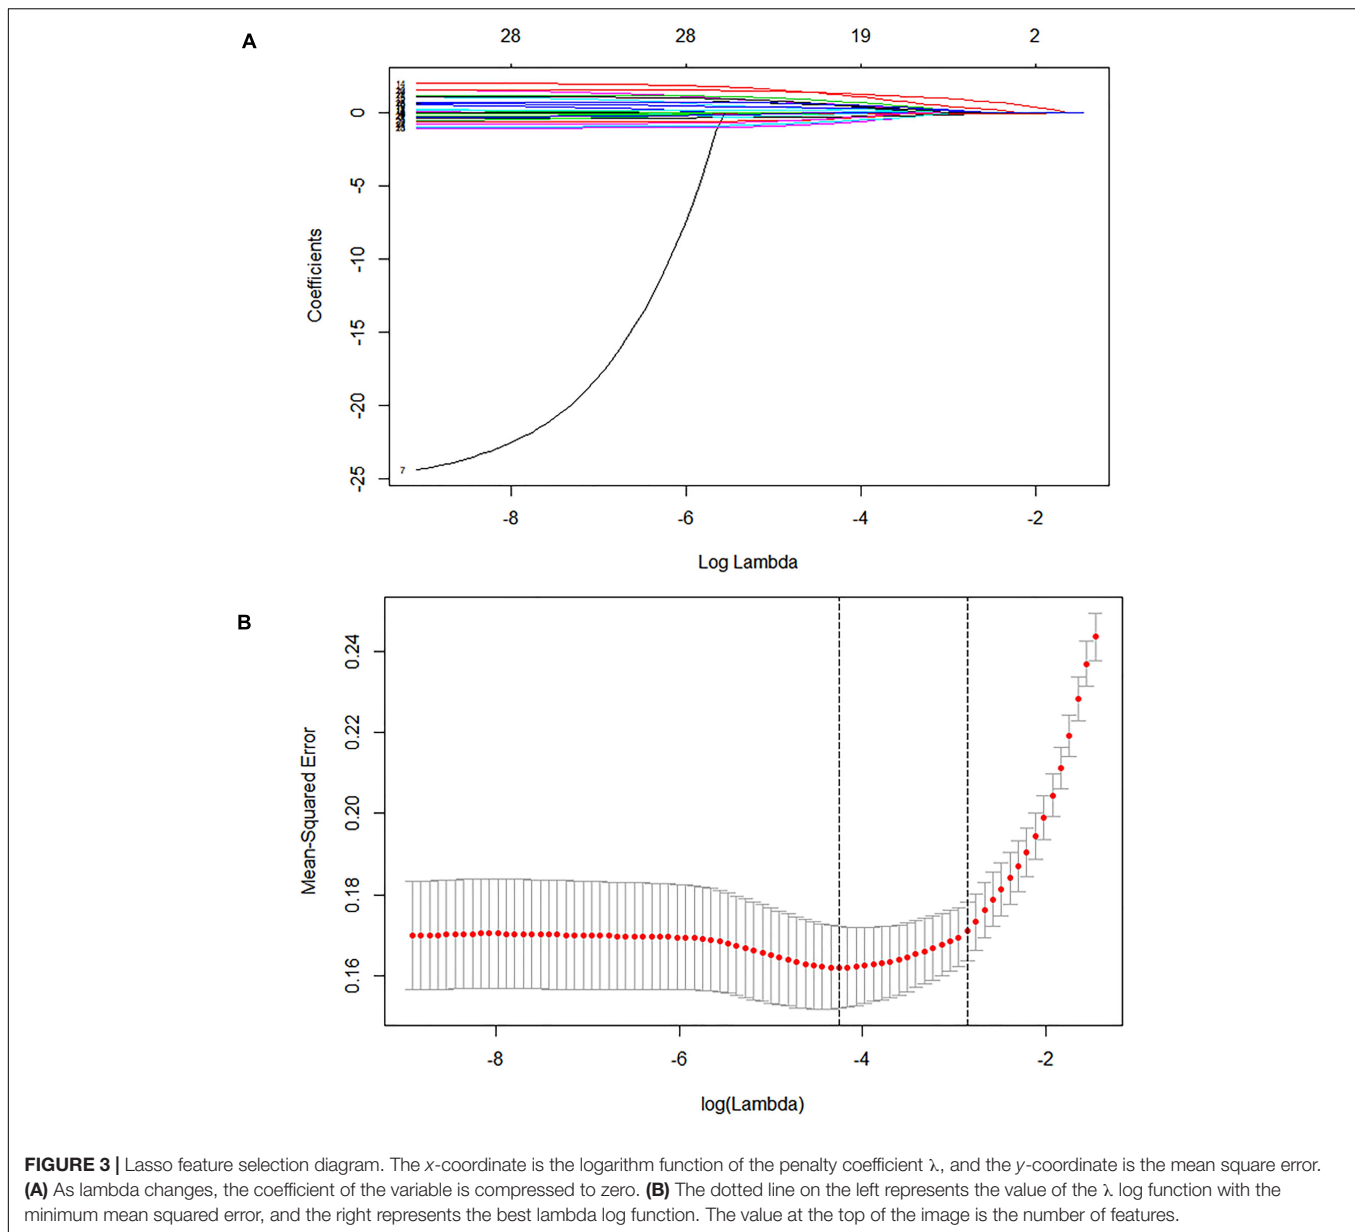 A
28 28 19 2
0
-5
-10
-15
-20
-25
Coefficients
14
23
7
-8 -6 -4 -2
Log Lambda
B
0.24
0.22
0.20
0.18
0.16
Mean-Squared Error
-8 -6 -4 -2
log(Lambda)
FIGURE 3 | Lasso feature selection diagram. The x-coordinate is the logarithm function of the penalty coefficient λ, and the y-coordinate is the mean square error.
(A) As lambda changes, the coefficient of the variable is compressed to zero. (B) The dotted line on the left represents the value of the λ log function with the
minimum mean squared error, and the right represents the best lambda log function. The value at the top of the image is the number of features.